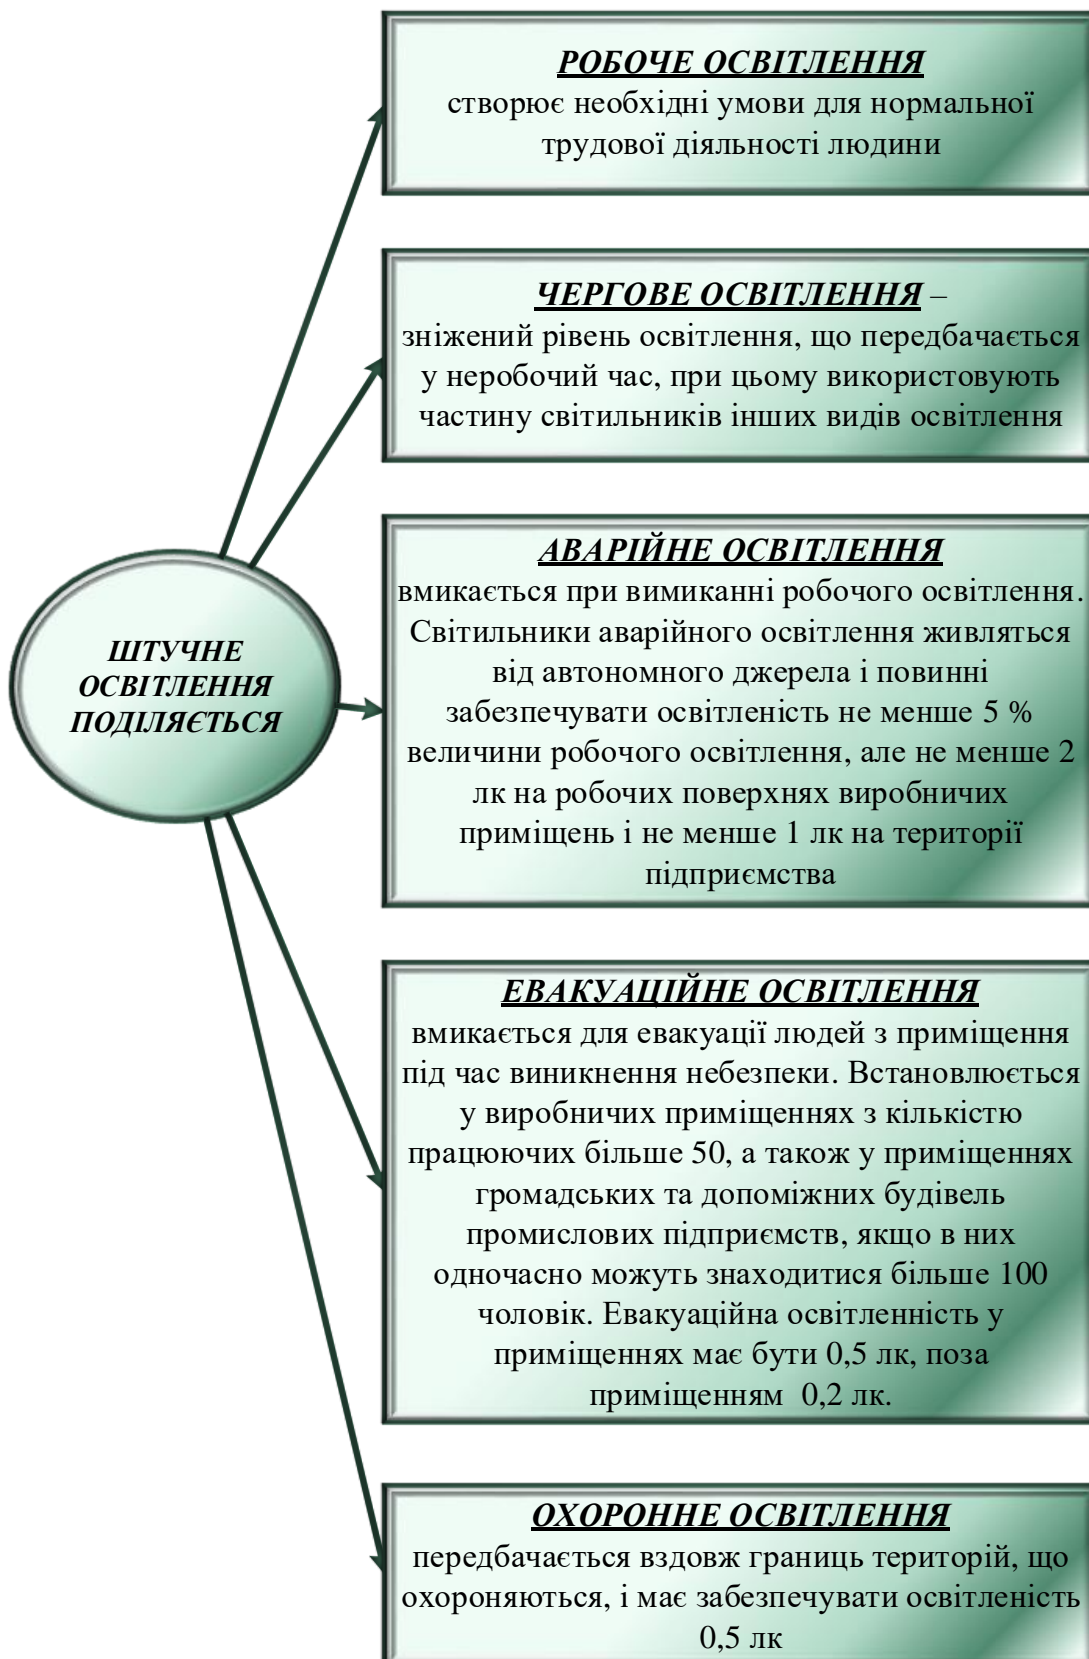 РОБОЧЕ ОСВІТЛЕННЯ
створює необхідні умови для нормальної
трудової діяльності людини
ЧЕРГОВЕ ОСВІТЛЕННЯ –
зніжений рівень освітлення, що передбачається
у неробочий час, при цьому використовують
частину світильників інших видів освітлення
АВАРІЙНЕ ОСВІТЛЕННЯ
вмикається при вимиканні робочого освітлення.
Світильники аварійного освітлення живляться
від автономного джерела і повинні
забезпечувати освітленість не менше 5 %
величини робочого освітлення, але не менше 2
лк на робочих поверхнях виробничих
приміщень і не менше 1 лк на території
підприємства
ШТУЧНЕ
ОСВІТЛЕННЯ
ПОДІЛЯЄТЬСЯ
ЕВАКУАЦІЙНЕ ОСВІТЛЕННЯ
вмикається для евакуації людей з приміщення
під час виникнення небезпеки. Встановлюється
у виробничих приміщеннях з кількістю
працюючих більше 50, а також у приміщеннях
громадських та допоміжних будівель
промислових підприємств, якщо в них
одночасно можуть знаходитися більше 100
чоловік. Евакуаційна освітленність у
приміщеннях має бути 0,5 лк, поза
приміщенням 0,2 лк.
ОХОРОННЕ ОСВІТЛЕННЯ
передбачається вздовж границь територій, що
охороняються, і має забезпечувати освітленість
0,5 лк